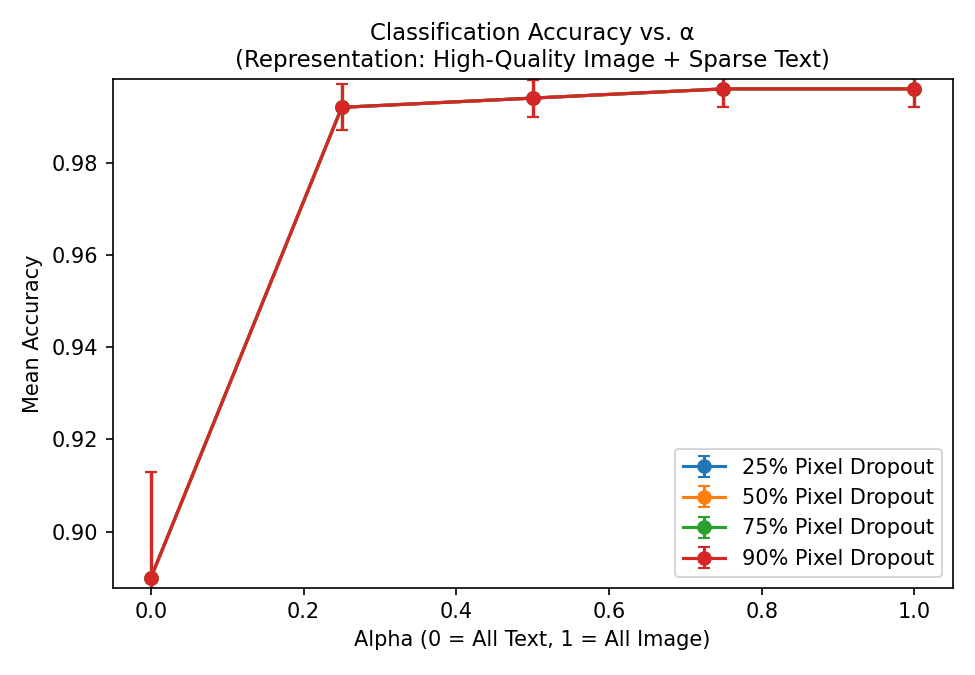 Classification Accuracy vs. α
(Representation: High-Quality Image + Sparse Text)
Mean Accuracy
0.98
0.96
0.94
0.92
0.90
25% Pixel Dropout
50% Pixel Dropout
75% Pixel Dropout
90% Pixel Dropout
0.0 0.2 0.4 0.6 0.8 1.0
Alpha (0 = All Text, 1 = All Image)